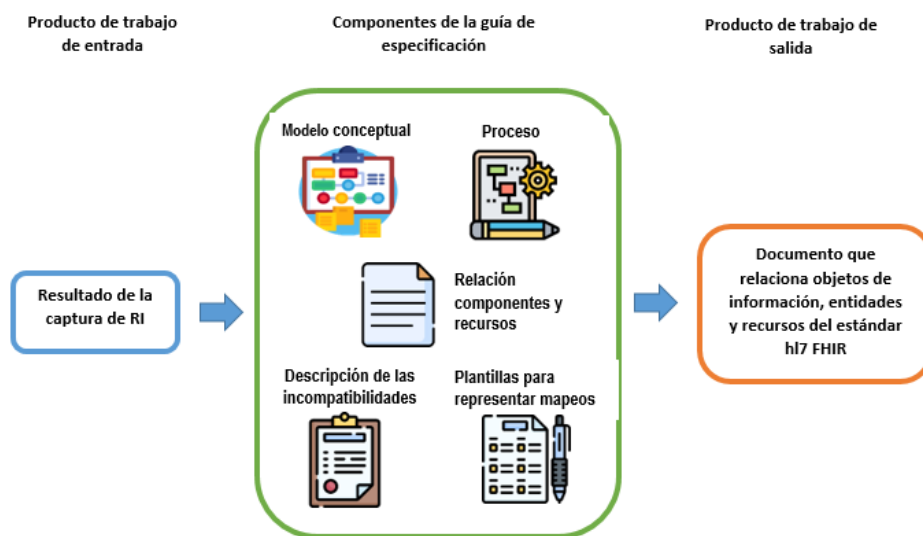 Producto de trabajo
de entrada
Componentes de la guía de
especificación
Producto de trabajo de
salida
Modelo conceptual
Proceso
Resultado de la
captura de RI
Relación
componentes y
recursos
Documento que
relaciona objetos de
información, entidades
y recursos del estándar
hl7 FHIR
Descripción de las
incompatibilidades
Plantillas para
representar mapeos